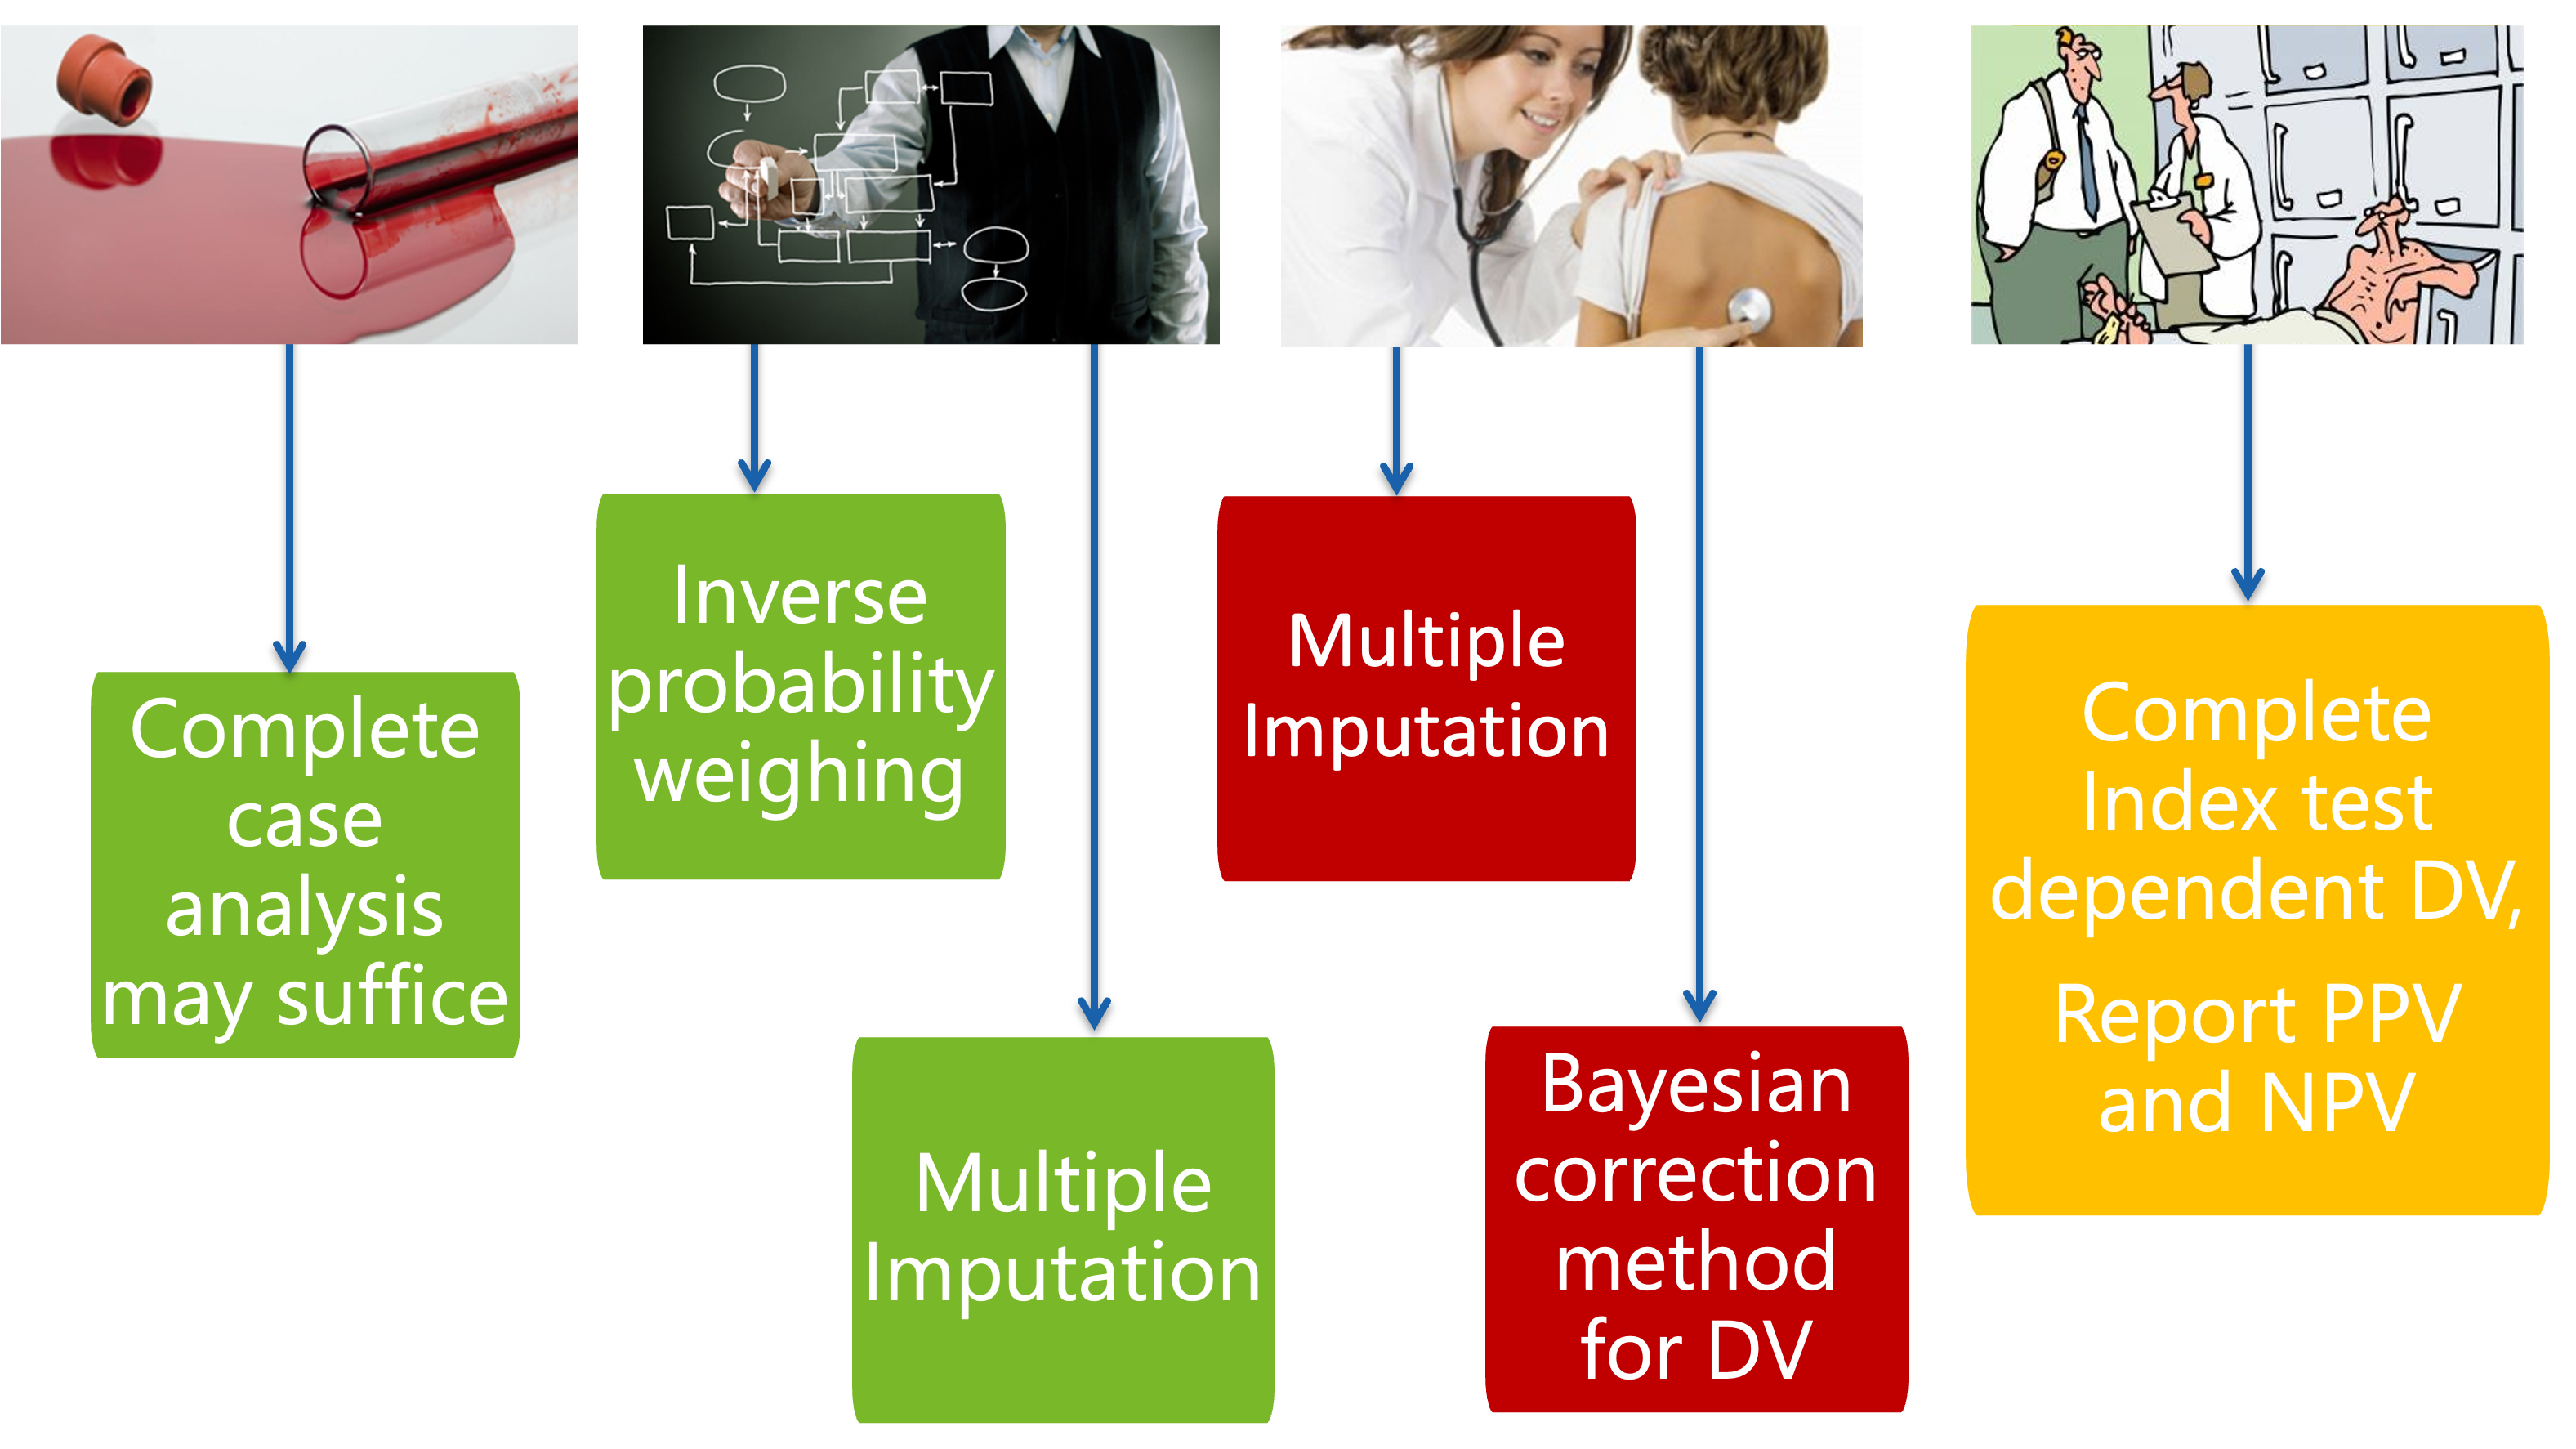 Complete
case
analysis
may suffice
Inverse
probability
weighing
Multiple
Imputation
Multiple
Imputation
Bayesian
correction
method
for DV
Complete
Index test
dependent DV,
Report PPV
and NPV